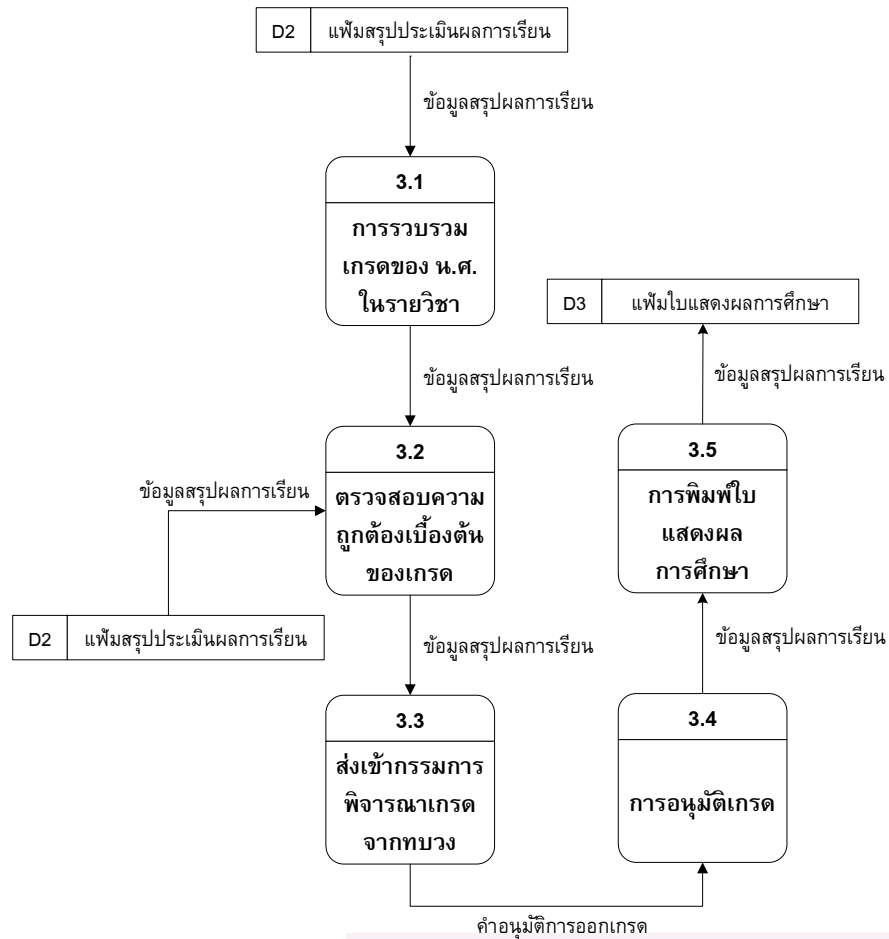 D2 แฟ้มสรุปประเมินผลการเรียน
ข้อมูลสรุปผลการเรียน
3.1
การรวบรวม
เกรดของ น.ศ.
ในรายวิชา
D3 แฟ้มใบแสดงผลการศึกษา
ข้อมูลสรุปผลการเรียน
ข้อมูลสรุปผลการเรียน
3.2
ตรวจสอบความ
ถูกต้องเบื้องต้น
ของเกรด
3.5
การพิมพ์ใบ
แสดงผล
การศึกษา
ข้อมูลสรุปผลการเรียน
D2 แฟ้มสรุปประเมินผลการเรียน
ข้อมูลสรุปผลการเรียน
ข้อมูลสรุปผลการเรียน
3.3
ส่งเข้ากรรมการ
พิจารณาเกรด
จากทบวง
3.4
การอนุมัติเกรด
คำอนุมัติการออกเกรด